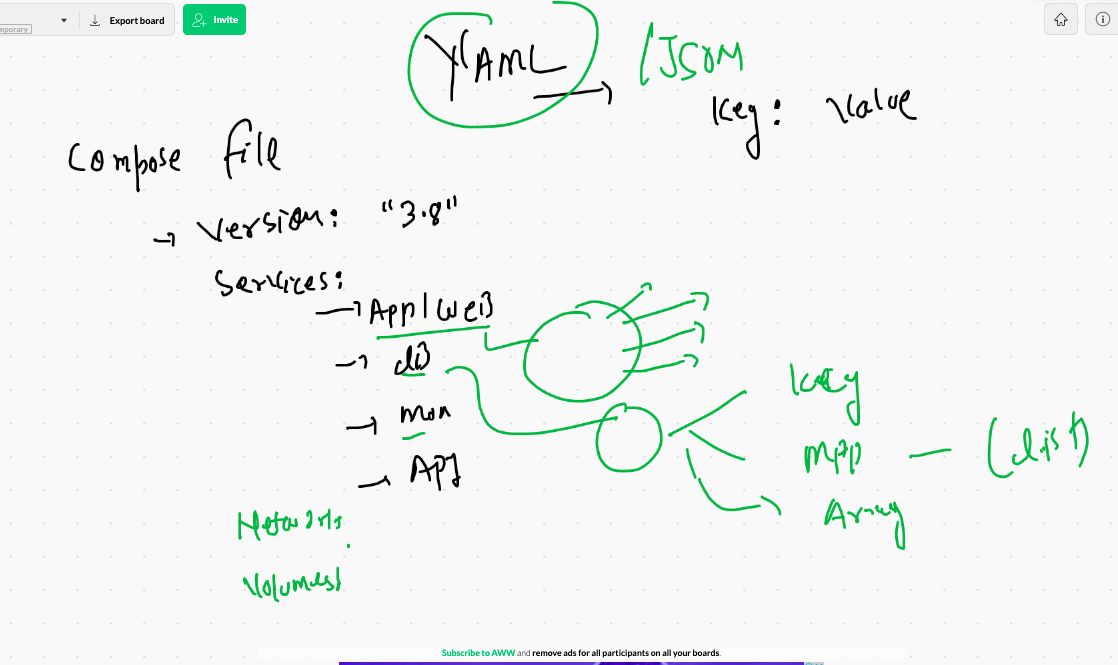 mporary
Export board
Invite
YAML
(JSON
Key: Value
Compose file
→ Version: "3.8"
Services:
→ App/WEB
→ dB
→ mon
→ API
Key
Map — (dist)
Array
Networks
Volumes
Subscribe to AWW and remove ads for all participants on all your boards.